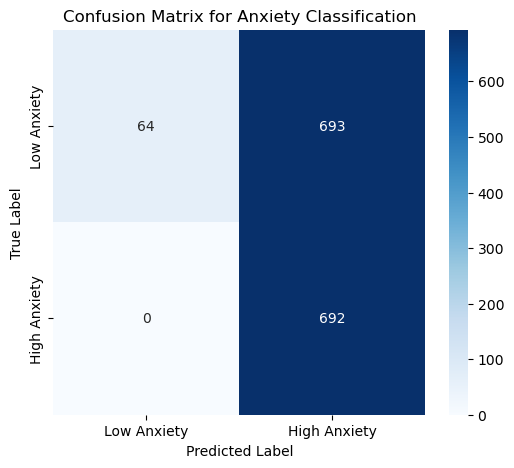 Confusion Matrix for Anxiety Classification
True Label
Low Anxiety
High Anxiety
64
693
0
692
Low Anxiety
High Anxiety
Predicted Label
600
500
400
300
200
100
0